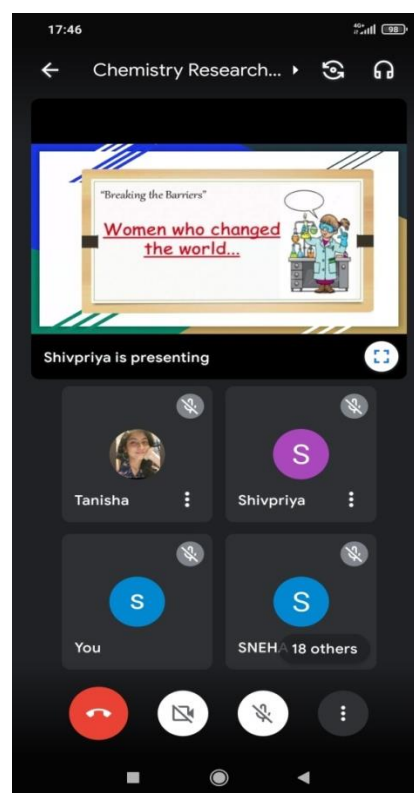 17:46
4G+ 98
Chemistry Research...
"Breaking the Barriers"
Women who changed
the world...
Shivpriya is presenting
Tanisha
Shivpriya
S
S
S
You
SNEHA 18 others